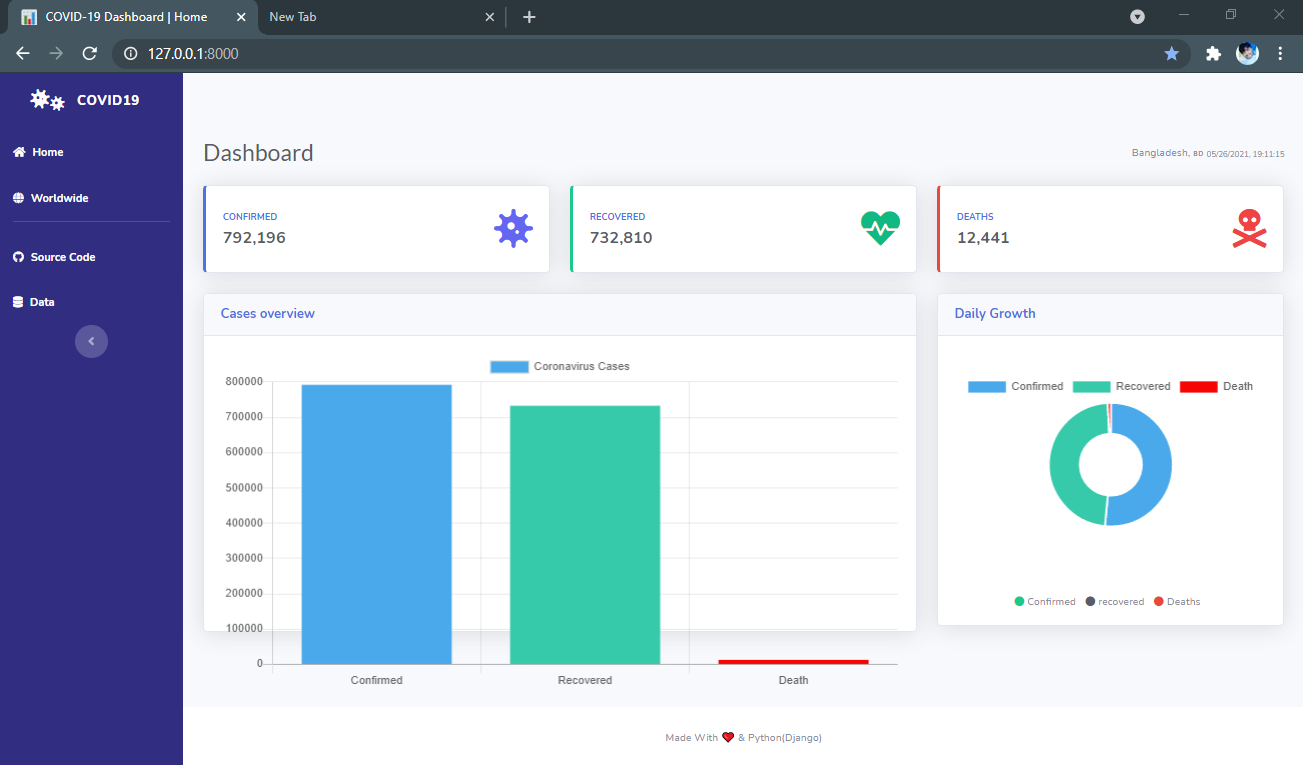 COVID-19 Dashboard | Home
New Tab
127.0.0.1:8000
COVID19
Home
Worldwide
Source Code
Data
Dashboard
Bangladesh, BD 05/26/2021, 19:11:15
CONFIRMED
792,196
RECOVERED
732,810
DEATHS
12,441
Cases overview
Coronavirus Cases
800000
700000
600000
500000
400000
300000
200000
100000
0
Confirmed Recovered Death
Daily Growth
Confirmed Recovered Death
Confirmed recovered Deaths
Made With & Python(Django)